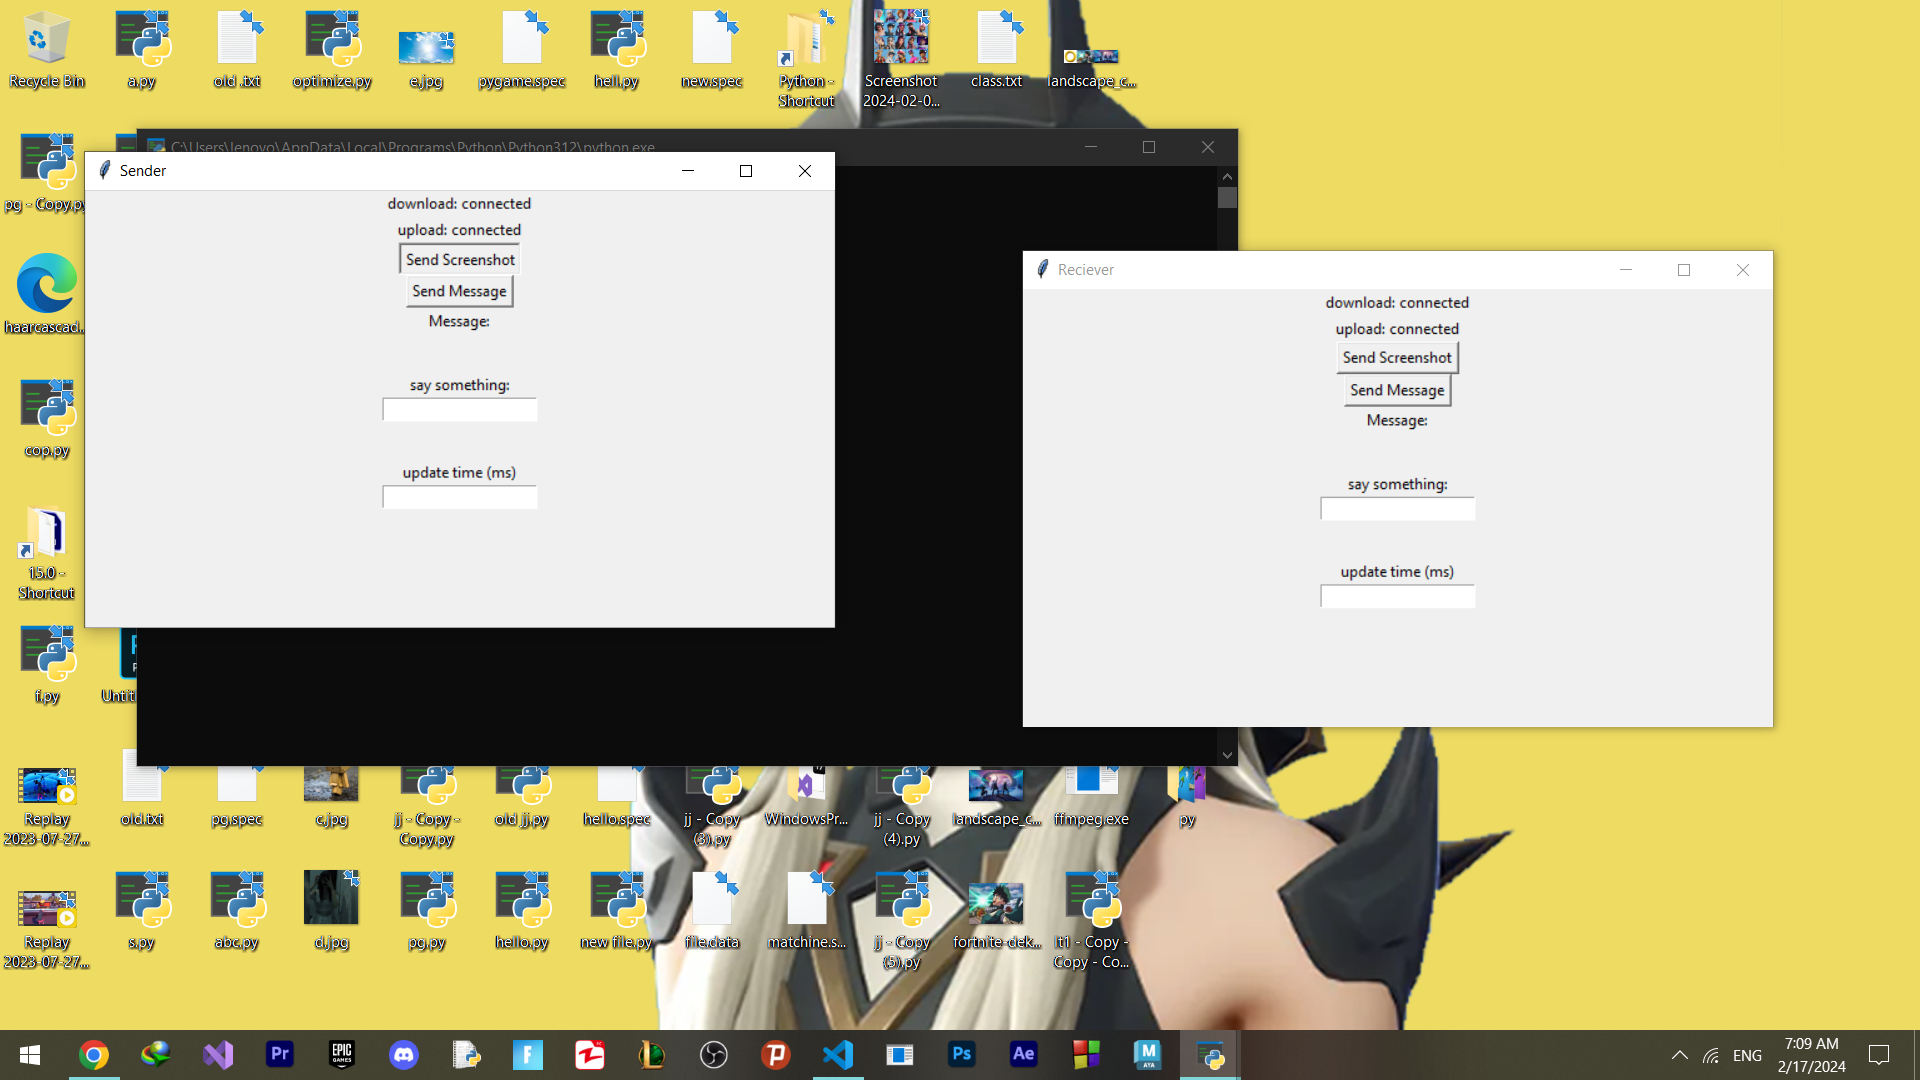 Recycle Bin
a.py
old .txt
optimize.py
e.jpg
pygame.spec
hell.py
new.spec
Python -
Shortcut
Screenshot
2024-02-0...
class.txt
landscape_c...
C:\Users\lenovo\AppData\Local\Programs\Python\Python312\python.exe
Sender
download: connected
upload: connected
Send Screenshot
Send Message
Message:
say something:
update time (ms)
Reciever
download: connected
upload: connected
Send Screenshot
Send Message
Message:
say something:
update time (ms)
pg - Copy.py
haarcascad...
cop.py
15.0 -
Shortcut
f.py
Replay
2023-07-27...
old.txt
pg.spec
c.jpg
jj - Copy -
Copy.py
old jj.py
hello.spec
jj - Copy
(3).py
WindowsPr...
jj - Copy
(4).py
landscape_c...
ffmpeg.exe
py
Replay
2023-07-27...
s.py
abc.py
d.jpg
pg.py
hello.py
new file.py
file.data
matchine.s...
jj - Copy
(5).py
fortnite-dek...
lt1 - Copy -
Copy - Co...
Pr
EPIC
GAMES
Ps
Ae
M
AYA
ENG
7:09 AM
2/17/2024